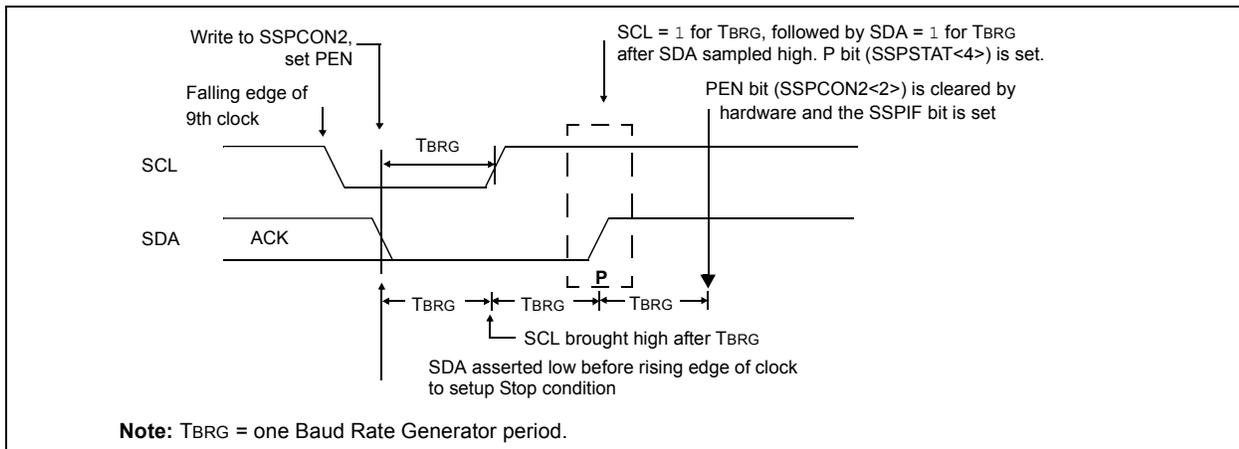 Write to SSPCON2,
set PEN
SCL = 1 for TBRG, followed by SDA = 1 for TBRG
after SDA sampled high. P bit (SSPSTAT<4>) is set.
Falling edge of
9th clock
PEN bit (SSPCON2<2>) is cleared by
hardware and the SSPIF bit is set
TBRG
SCL
SDA
ACK
P
TBRG
TBRG
TBRG
SCL brought high after TBRG
SDA asserted low before rising edge of clock
to setup Stop condition
Note: TBRG = one Baud Rate Generator period.